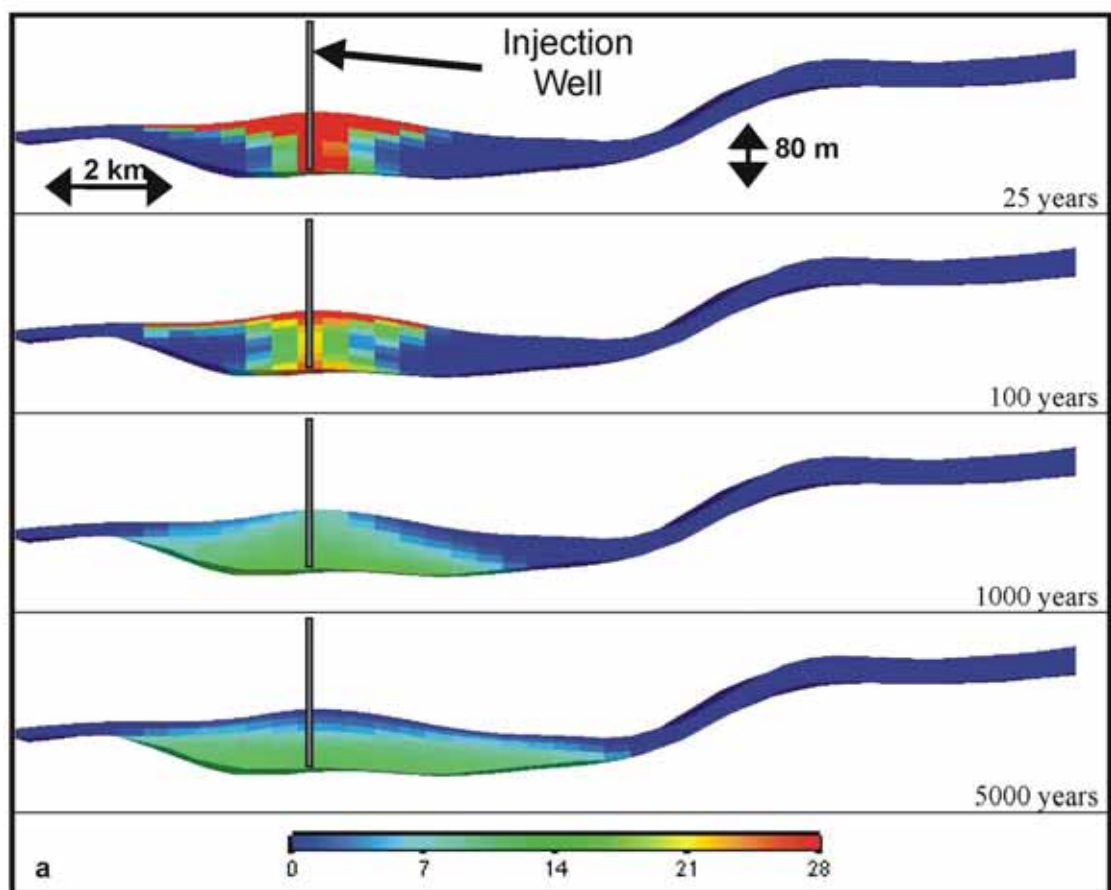 Injection
Well
2 km
80 m
25 years
100 years
1000 years
5000 years
a
0 7 14 21 28